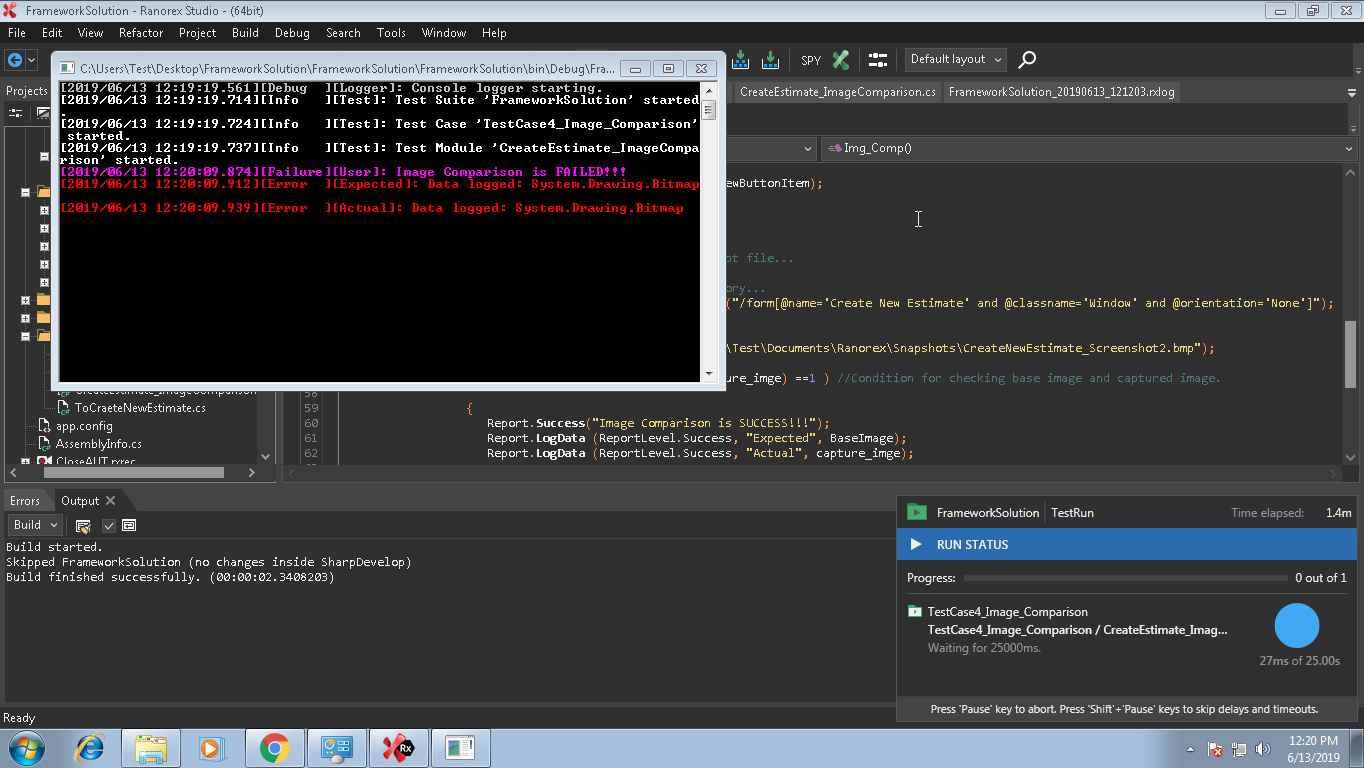 FrameworkSolution - Ranorex Studio - (64bit)
File Edit View Refactor Project Build Debug Search Tools Window Help
C:\Users\Test\Desktop\FrameworkSolution\FrameworkSolution\FrameworkSolution\bin\Debug\Fra...
SPY Default layout
Projects
CreateEstimate_ImageComparison.cs FrameworkSolution_20190613_121203.rxlog
Img_Comp()
[2019/06/13 12:19:19.561][Debug ][Logger]: Console logger starting.
[2019/06/13 12:19:19.714][Info ][Test]: Test Suite 'FrameworkSolution' started
.
[2019/06/13 12:19:19.724][Info ][Test]: Test Case 'TestCase4_Image_Comparison'
started.
[2019/06/13 12:19:19.737][Info ][Test]: Test Module 'CreateEstimate_ImageCompa
rison' started.
[2019/06/13 12:20:09.874][Failure][User]: Image Comparison is FAILED!!!
[2019/06/13 12:20:09.912][Error ][Expected]: Data logged: System.Drawing.Bitmap
[2019/06/13 12:20:09.939][Error ][Actual]: Data logged: System.Drawing.Bitmap
ewButtonItem);
ot file...
ory...
("/form[@name='Create New Estimate' and @classname='Window' and @orientation='None']");
\Test\Documents\Ranorex\Snapshots\CreateNewEstimate_Screenshot2.bmp");
ure_imge) ==1 ) //Condition for checking base image and captured image.
58
59 {
60 Report.Success("Image Comparison is SUCCESS!!!");
61 Report.LogData (ReportLevel.Success, "Expected", BaseImage);
62 Report.LogData (ReportLevel.Success, "Actual", capture_imge);
CreateEstimate_ImageComparison
ToCraeteNewEstimate.cs
app.config
AssemblyInfo.cs
CloseAUT.rxrec
Errors Output
Build
Build started.
Skipped FrameworkSolution (no changes inside SharpDevelop)
Build finished successfully. (00:00:02.3408203)
FrameworkSolution TestRun Time elapsed: 1.4m
RUN STATUS
Progress: 0 out of 1
TestCase4_Image_Comparison
TestCase4_Image_Comparison / CreateEstimate_Imag...
Waiting for 25000ms.
27ms of 25.00s
Press 'Pause' key to abort. Press 'Shift'+'Pause' keys to skip delays and timeouts.
Ready
Rx
12:20 PM
6/13/2019